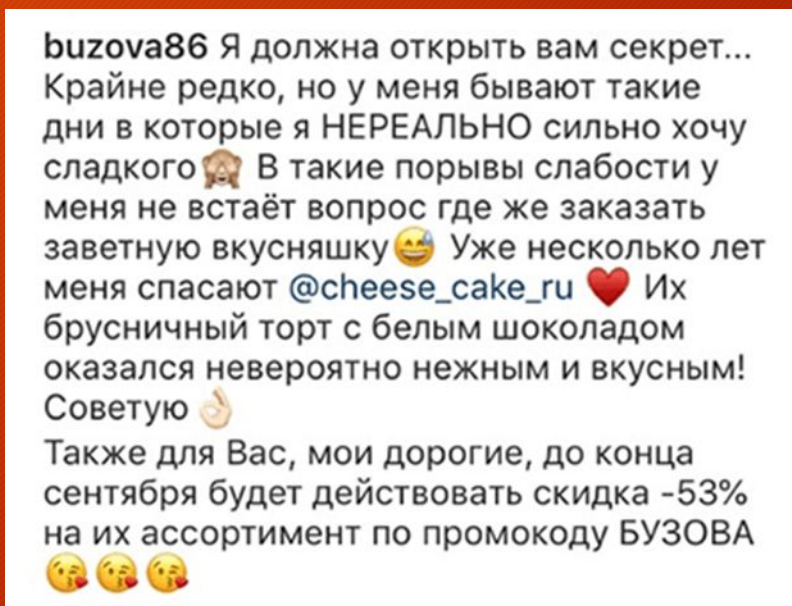 buzova86 Я должна открыть вам секрет...
Крайне редко, но у меня бывают такие
дни в которые я НЕРЕАЛЬНО сильно хочу
сладкого🙈 В такие порывы слабости у
меня не встаёт вопрос где же заказать
заветную вкусняшку😅 Уже несколько лет
меня спасают @cheese_cake_ru ❤️ Их
брусничный торт с белым шоколадом
оказался невероятно нежным и вкусным!
Советую 👌🏻
Также для Вас, мои дорогие, до конца
сентября будет действовать скидка -53%
на их ассортимент по промокоду БУЗОВА
😘😘😘